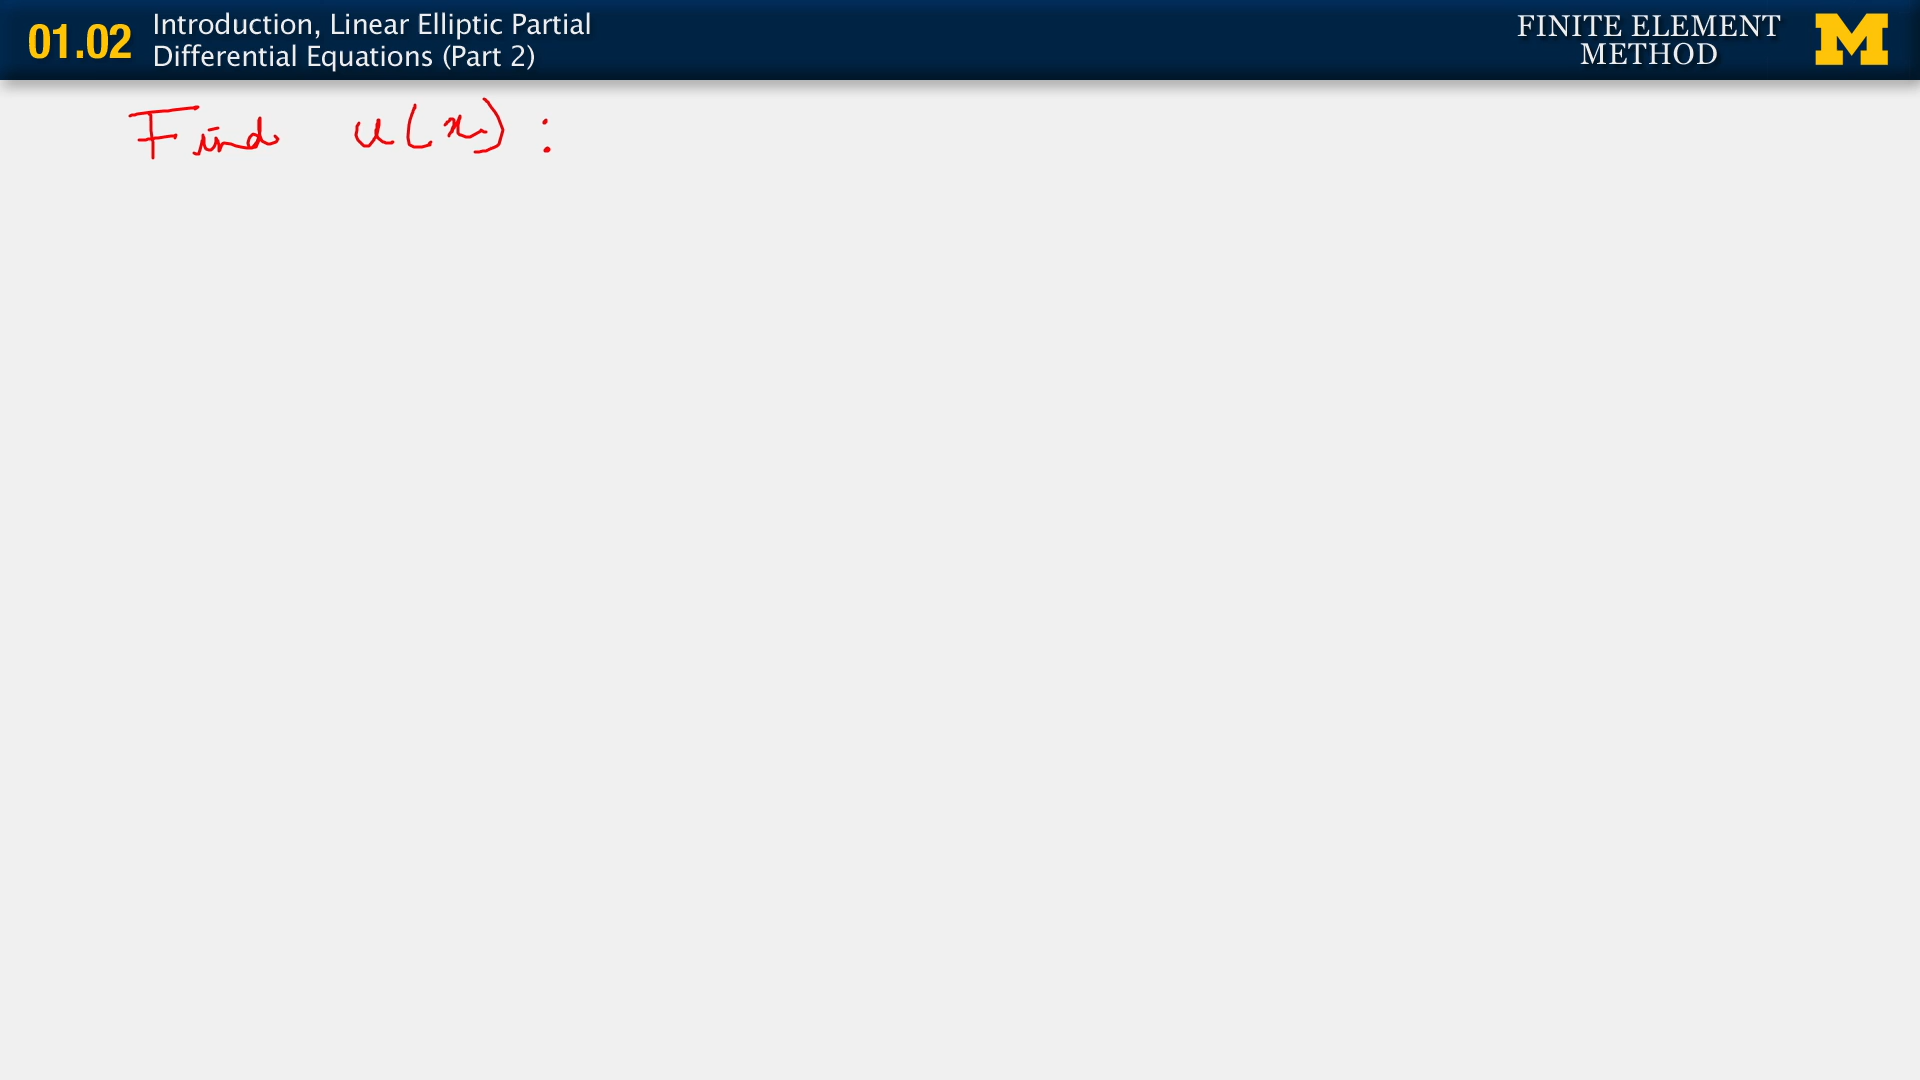 01.02
Introduction, Linear Elliptic Partial
Differential Equations (Part 2)
FINITE ELEMENT
METHOD
M
Find u(x) :